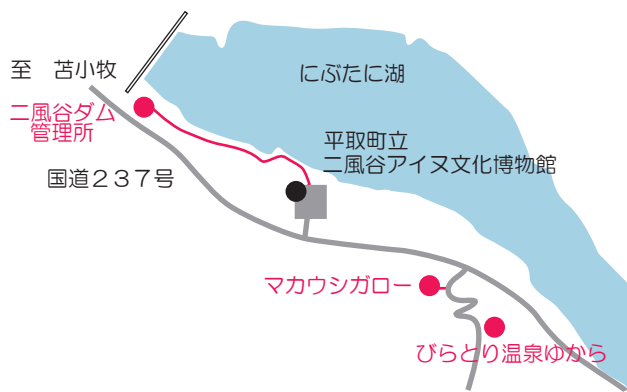 至　苫小牧
にぶたに湖
二風谷ダム
管理所
平取町立
二風谷アイヌ文化博物館
国道２３７号
マカウシガロー
びらとり温泉ゆから